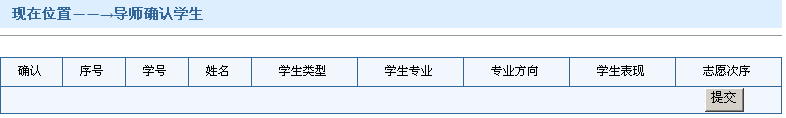 现在位置——→导师确认学生
确认 序号 学号 姓名 学生类型 学生专业 专业方向 学生表现 志愿次序
提交